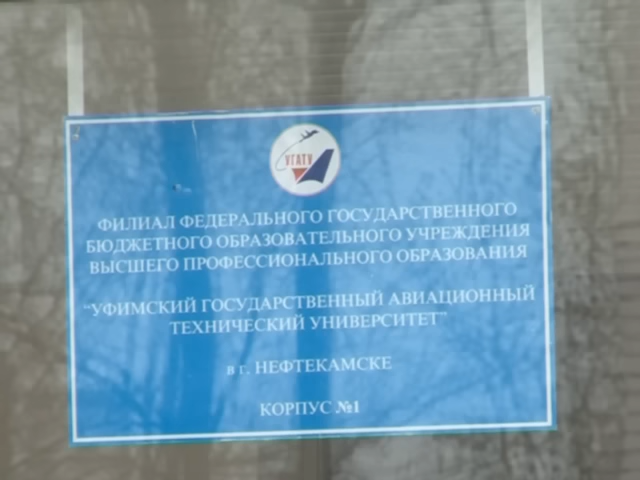 УГАТУ
ФИЛИАЛ ФЕДЕРАЛЬНОГО ГОСУДАРСТВЕННОГО
БЮДЖЕТНОГО ОБРАЗОВАТЕЛЬНОГО УЧРЕЖДЕНИЯ
ВЫСШЕГО ПРОФЕССИОНАЛЬНОГО ОБРАЗОВАНИЯ
"УФИМСКИЙ ГОСУДАРСТВЕННЫЙ АВИАЦИОННЫЙ
ТЕХНИЧЕСКИЙ УНИВЕРСИТЕТ"
в г. НЕФТЕКАМСКЕ
КОРПУС №1